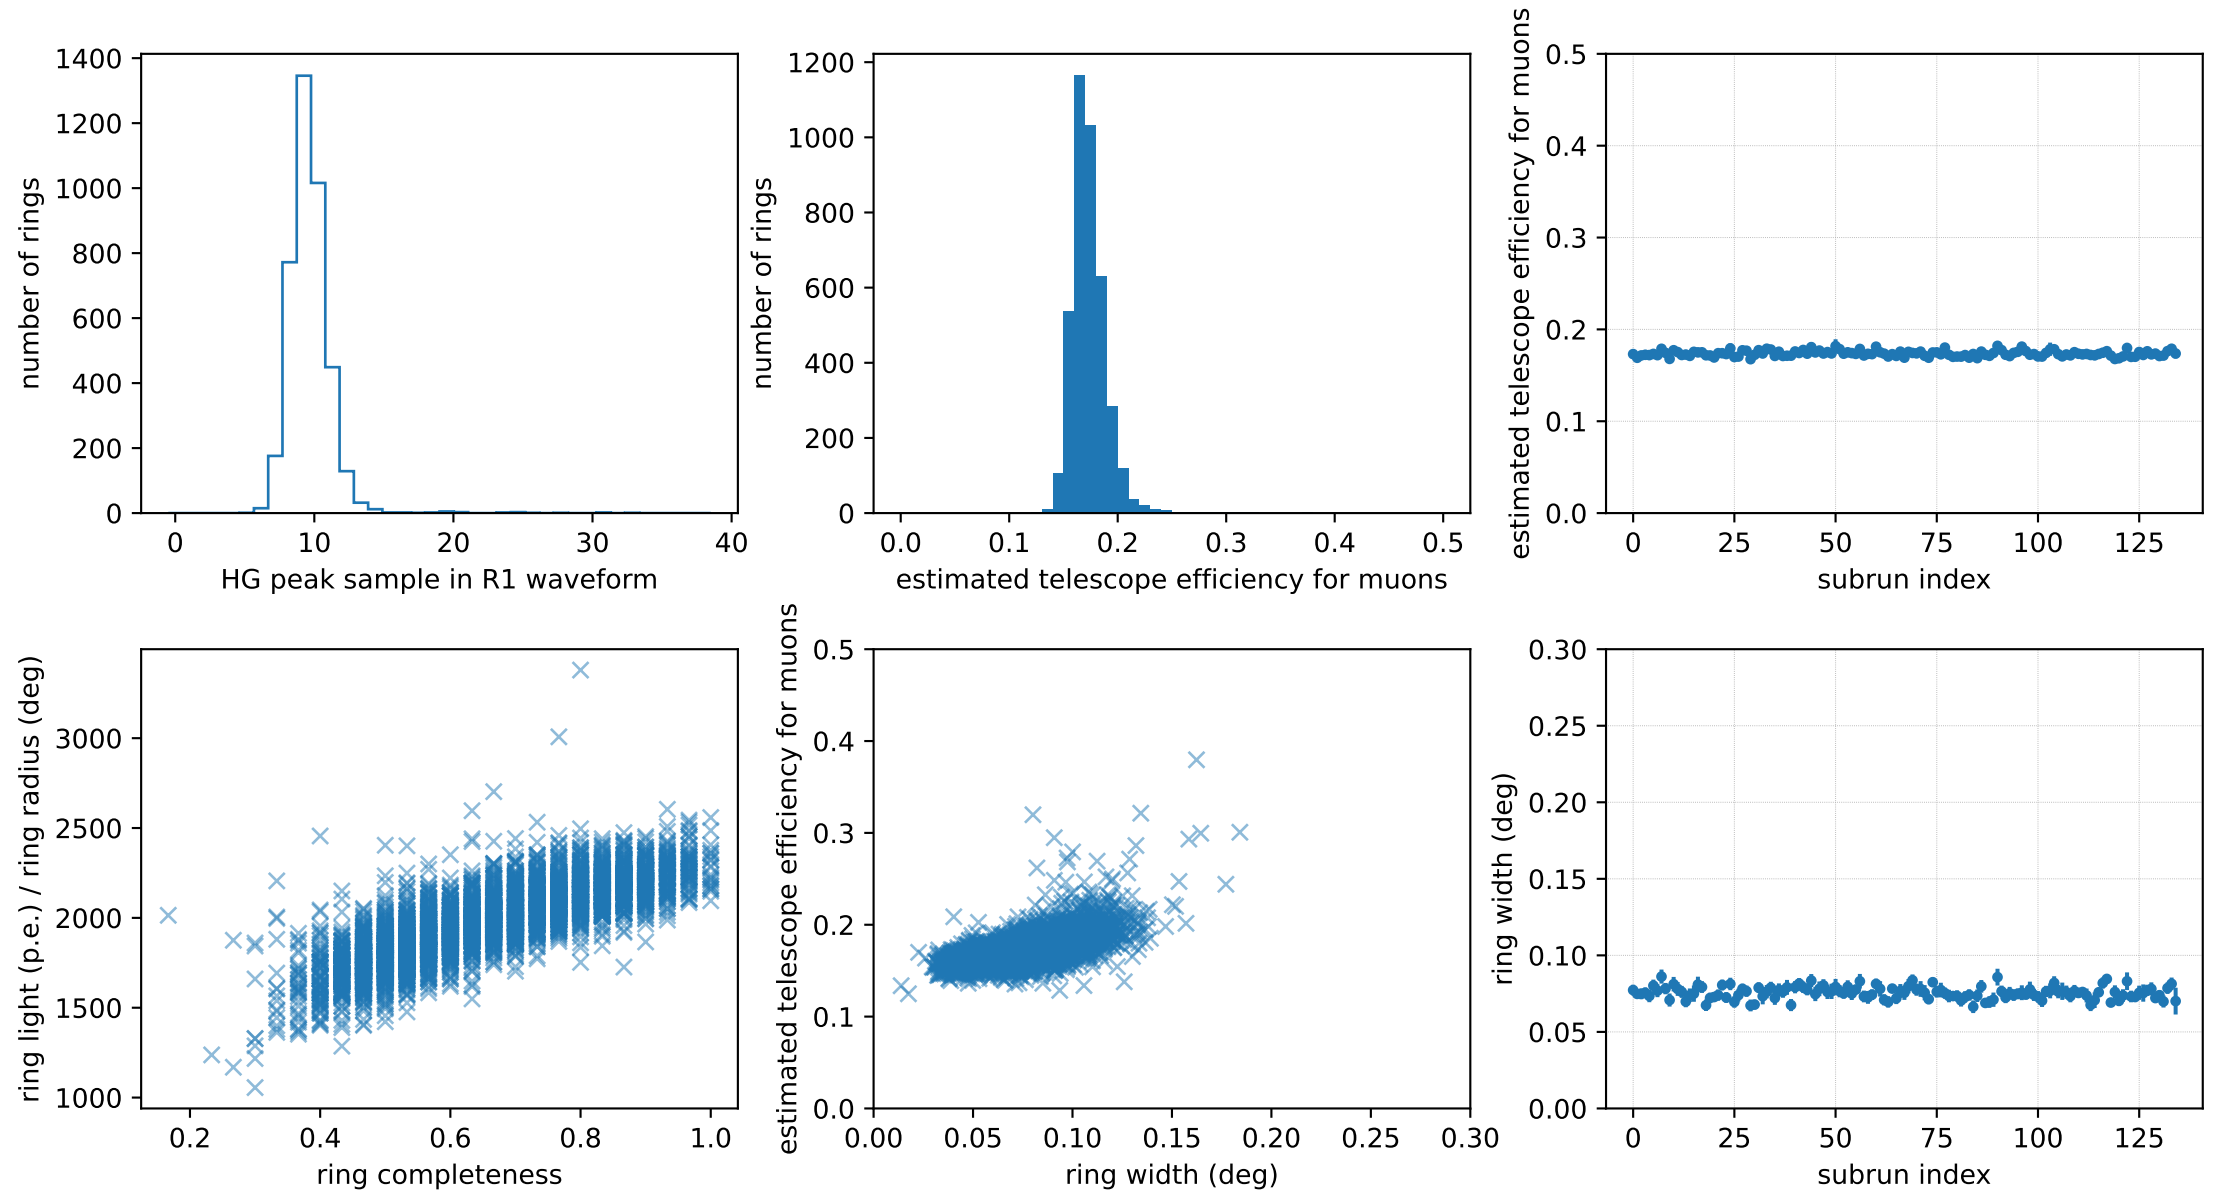 number of rings
1400
1200
1000
800
600
400
200
0
0 10 20 30 40
HG peak sample in R1 waveform
number of rings
1200
1000
800
600
400
200
0
0.0 0.1 0.2 0.3 0.4 0.5
estimated telescope efficiency for muons
estimated telescope efficiency for muons
0.5
0.4
0.3
0.2
0.1
0.0
0 25 50 75 100 125
subrun index
ring light (p.e.) / ring radius (deg)
3000
2500
2000
1500
1000
0.2 0.4 0.6 0.8 1.0
ring completeness
estimated telescope efficiency for muons
0.5
0.4
0.3
0.2
0.1
0.0
0.00 0.05 0.10 0.15 0.20 0.25 0.30
ring width (deg)
ring width (deg)
0.30
0.25
0.20
0.15
0.10
0.05
0.00
0 25 50 75 100 125
subrun index